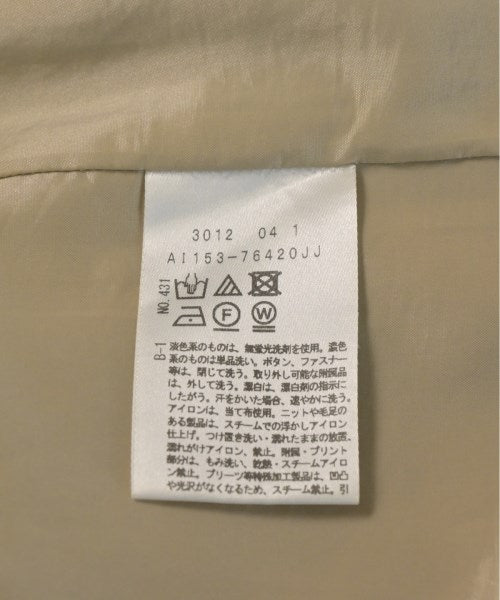 3012 04 1
AI153-76420JJ
NO.431
F W
B-1
淡色系のものは、無蛍光洗剤を使用。濃色
系のものは単品洗い。ボタン、ファスナー
等は、閉じて洗う。取り外し可能な附属品
は、外して洗う。漂白は、漂白剤の指示に
したがう。汗をかいた場合、速やかに洗う。
アイロンは、当て布使用。ニットや毛足の
ある製品は、スチームでの浮かしアイロン
仕上げ。つけ置き洗い・濡れたままの放置、
濡れがけアイロン、禁止。附属・プリント
部分は、もみ洗い、乾熱・スチームアイロ
ン禁止。プリーツ等特殊加工製品は、凹凸
や光沢がなくなるため、スチーム禁止。引